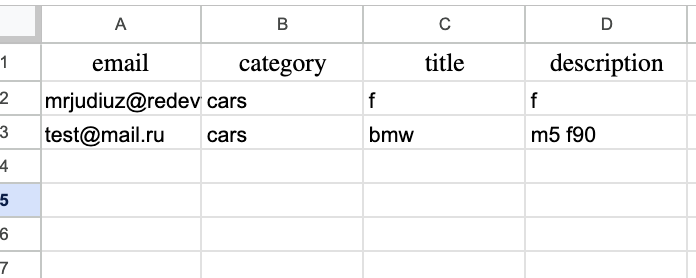 A B C D
1 email category title description
2 mrjudiuz@redev cars f f
3 test@mail.ru cars bmw m5 f90
4
5
6
7